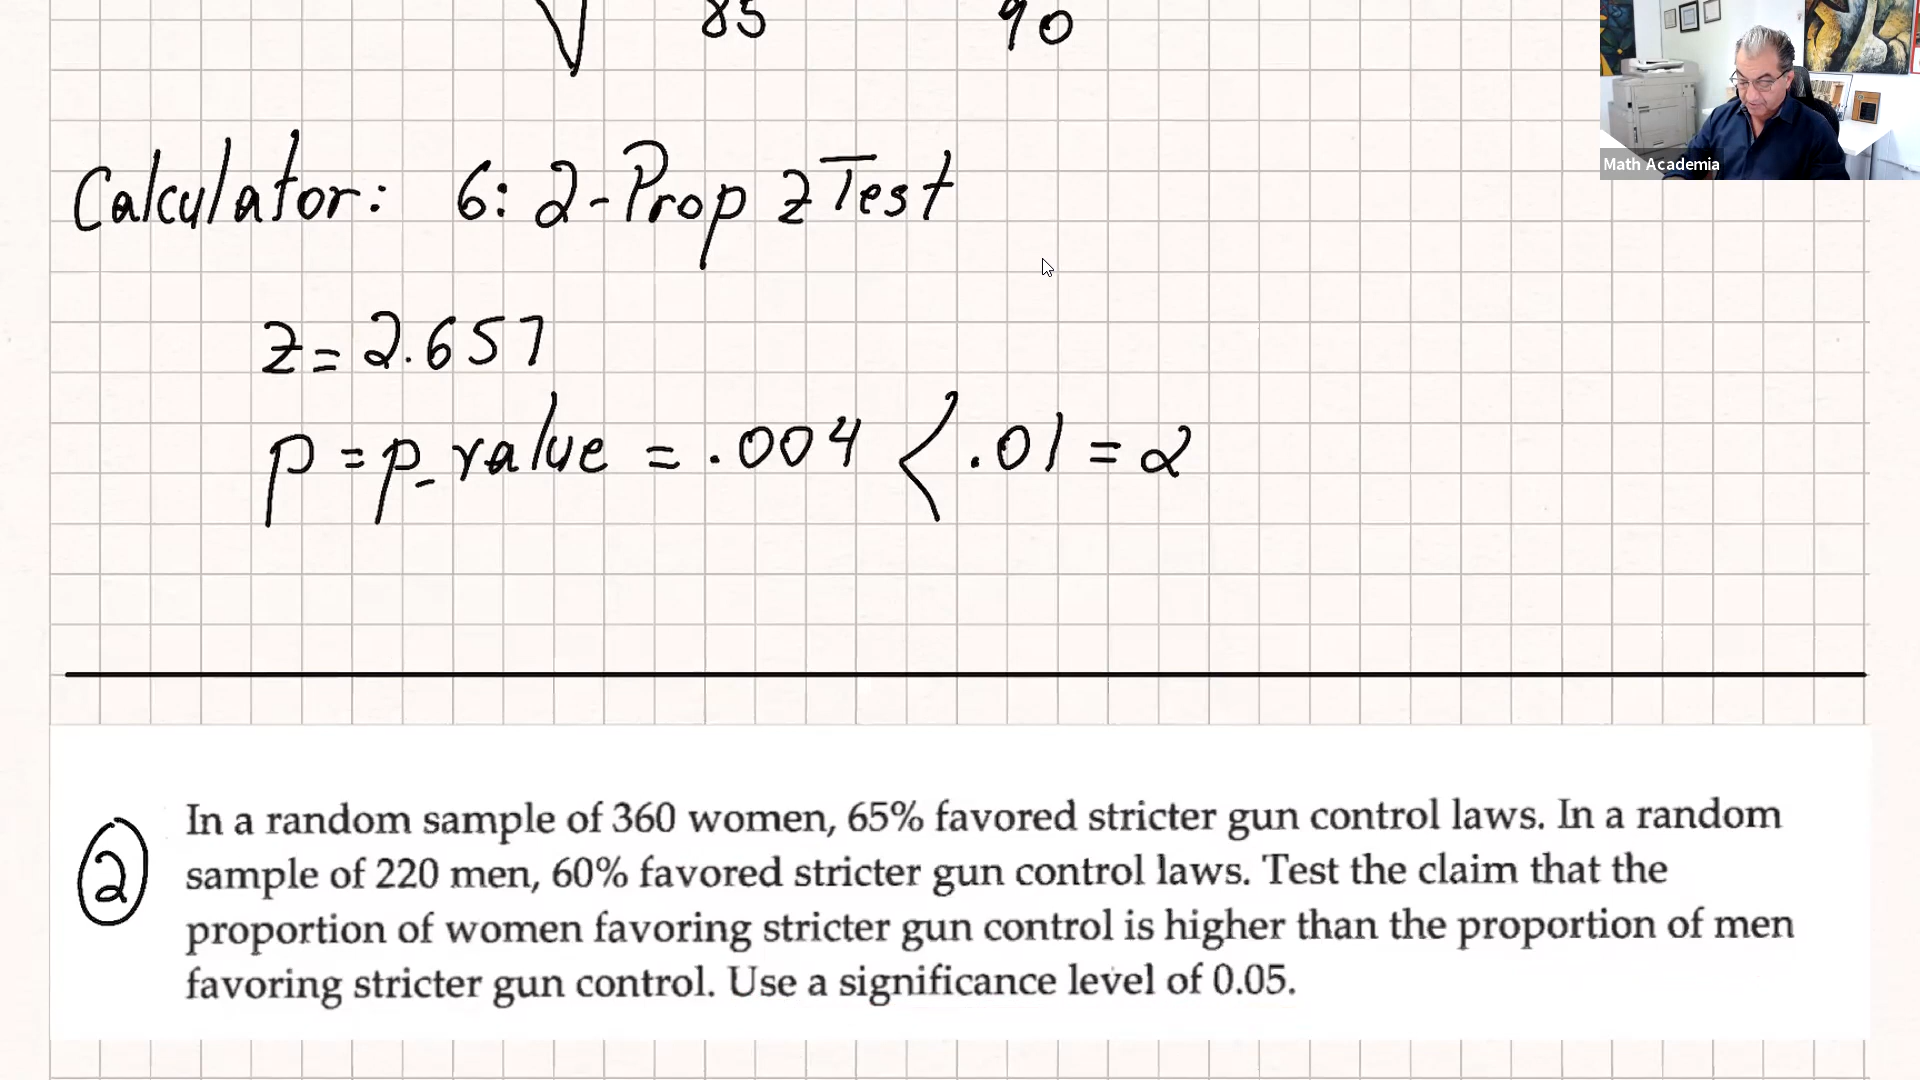 85 90
Math Academia
Calculator: 6: 2-Prop z Test
z = 2.657
p = p_value = .004 < .01 = α
2
In a random sample of 360 women, 65% favored stricter gun control laws. In a random
sample of 220 men, 60% favored stricter gun control laws. Test the claim that the
proportion of women favoring stricter gun control is higher than the proportion of men
favoring stricter gun control. Use a significance level of 0.05.